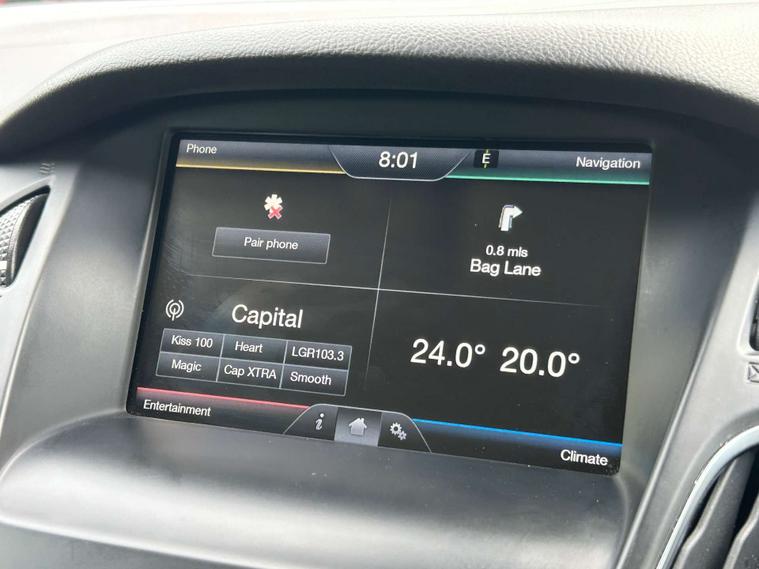 Phone
8:01
E
Navigation
Pair phone
0.8 mls
Bag Lane
Capital
Kiss 100 Heart LGR103.3
Magic Cap XTRA Smooth
24.0° 20.0°
Entertainment
i
Climate